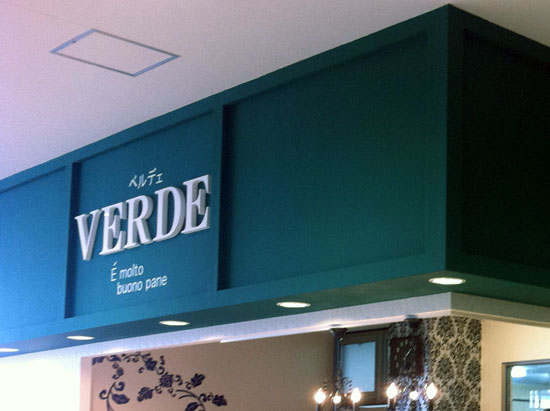 ベルデェ
VERDE
É molto
buono pane